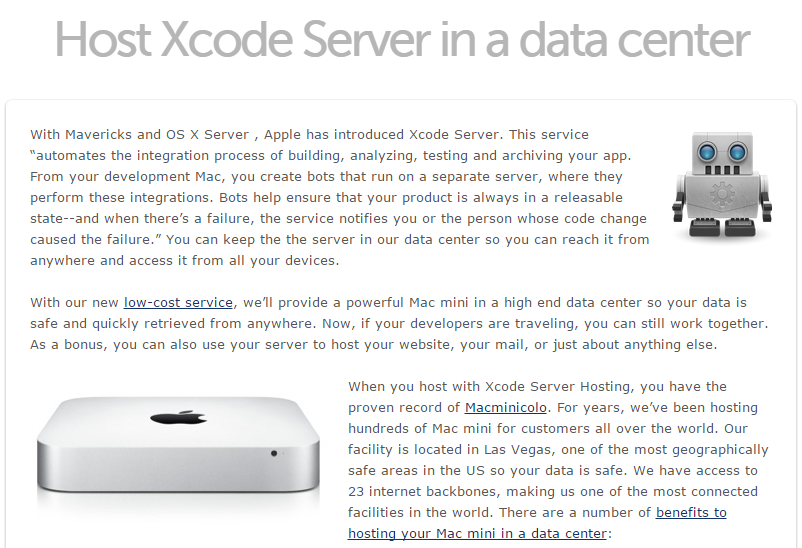 Host Xcode Server in a data center
With Mavericks and OS X Server , Apple has introduced Xcode Server. This service
“automates the integration process of building, analyzing, testing and archiving your app.
From your development Mac, you create bots that run on a separate server, where they
perform these integrations. Bots help ensure that your product is always in a releasable
state--and when there’s a failure, the service notifies you or the person whose code change
caused the failure.” You can keep the the server in our data center so you can reach it from
anywhere and access it from all your devices.
With our new low-cost service, we’ll provide a powerful Mac mini in a high end data center so your data is
safe and quickly retrieved from anywhere. Now, if your developers are traveling, you can still work together.
As a bonus, you can also use your server to host your website, your mail, or just about anything else.
When you host with Xcode Server Hosting, you have the
proven record of Macminicolo. For years, we’ve been hosting
hundreds of Mac mini for customers all over the world. Our
facility is located in Las Vegas, one of the most geographically
safe areas in the US so your data is safe. We have access to
23 internet backbones, making us one of the most connected
facilities in the world. There are a number of benefits to
hosting your Mac mini in a data center: